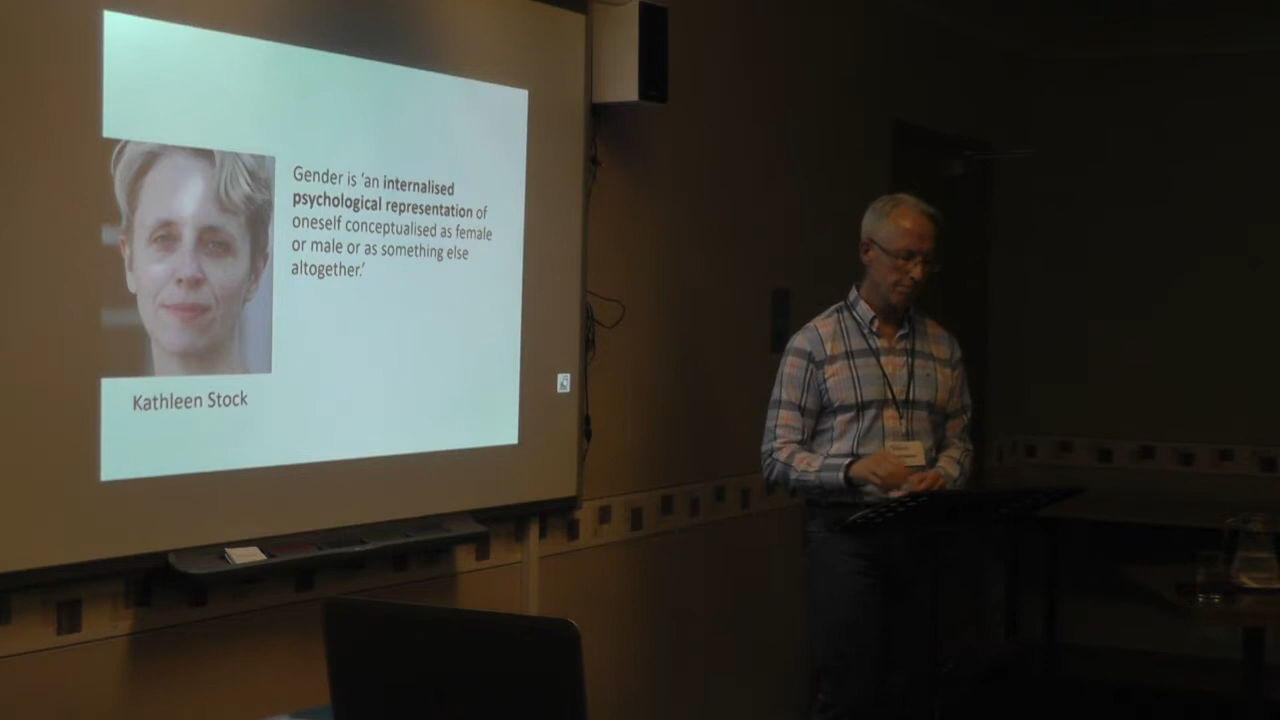 Gender is ‘an internalised
psychological representation of
oneself conceptualised as female
or male or as something else
altogether.’
Kathleen Stock